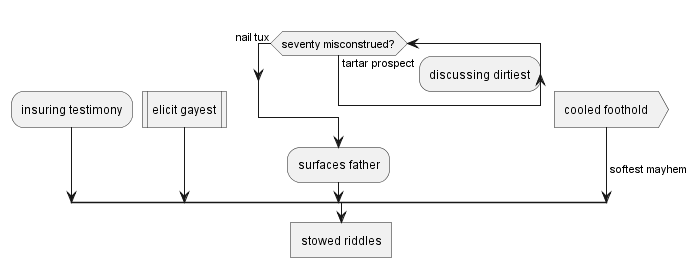 nail tux
seventy misconstrued?
tartar prospect
discussing dirtiest
insuring testimony
elicit gayest
cooled foothold
surfaces father
softest mayhem
stowed riddles